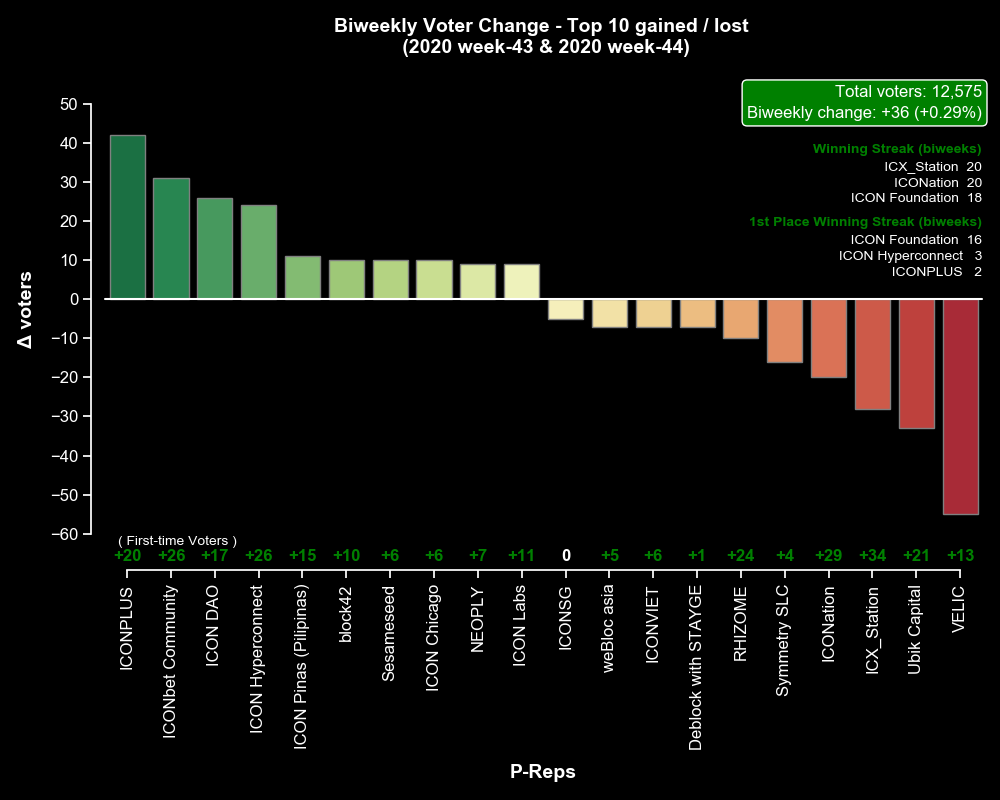 Biweekly Voter Change - Top 10 gained / lost
(2020 week-43 & 2020 week-44)
Total voters: 12,575
Biweekly change: +36 (+0.29%)
Winning Streak (biweeks)
ICX_Station 20
ICONation 20
ICON Foundation 18
1st Place Winning Streak (biweeks)
ICON Foundation 16
ICON Hyperconnect 3
ICONPLUS 2
Δ voters
50
40
30
20
10
0
−10
−20
−30
−40
−50
−60
( First-time Voters )
+20 +26 +17 +26 +15 +10 +6 +6 +7 +11 0 +5 +6 +1 +24 +4 +29 +34 +21 +13
ICONPLUS
ICONbet Community
ICON DAO
ICON Hyperconnect
ICON Pinas (Pilipinas)
block42
Sesameseed
ICON Chicago
NEOPLY
ICON Labs
ICONSG
weBloc asia
ICONVIET
Deblock with STAYGE
RHIZOME
Symmetry SLC
ICONation
ICX_Station
Ubik Capital
VELIC
P-Reps